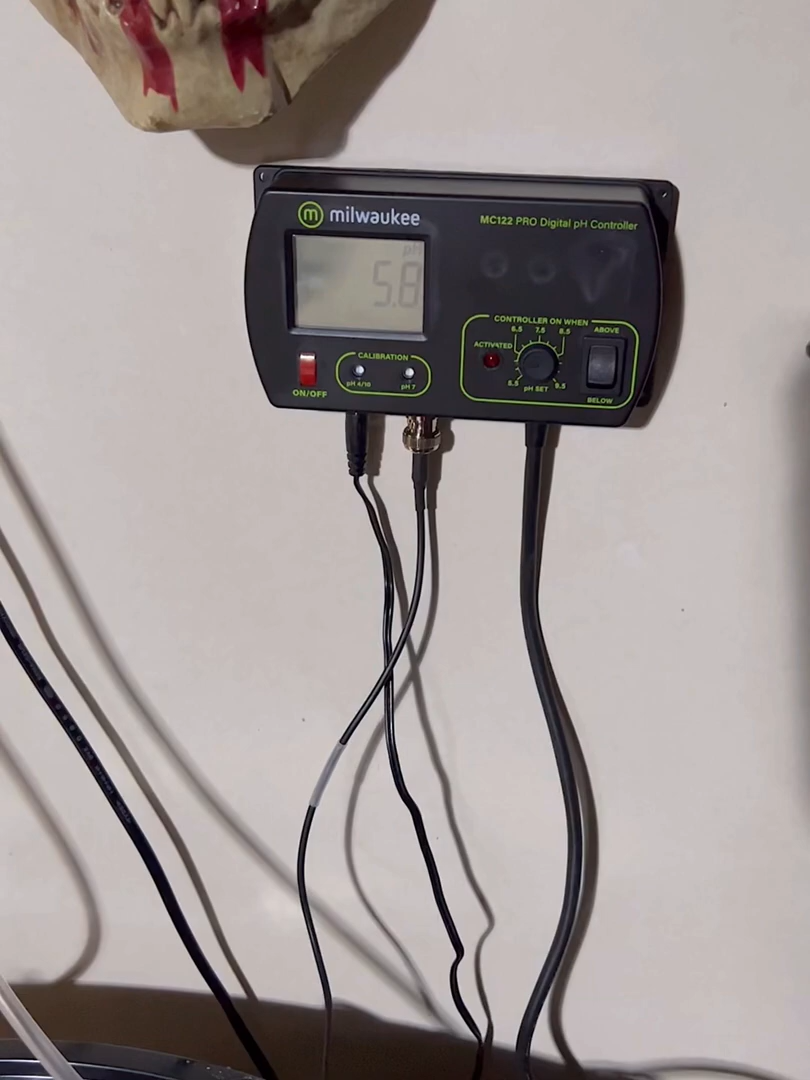 milwaukee
MC122 PRO Digital pH Controller
pH
5.8
CONTROLLER ON WHEN
6.5 7.5 8.5
ABOVE
ACTIVATED
CALIBRATION
pH 4/10 pH 7
5.5 pH SET 9.5
ON/OFF
BELOW